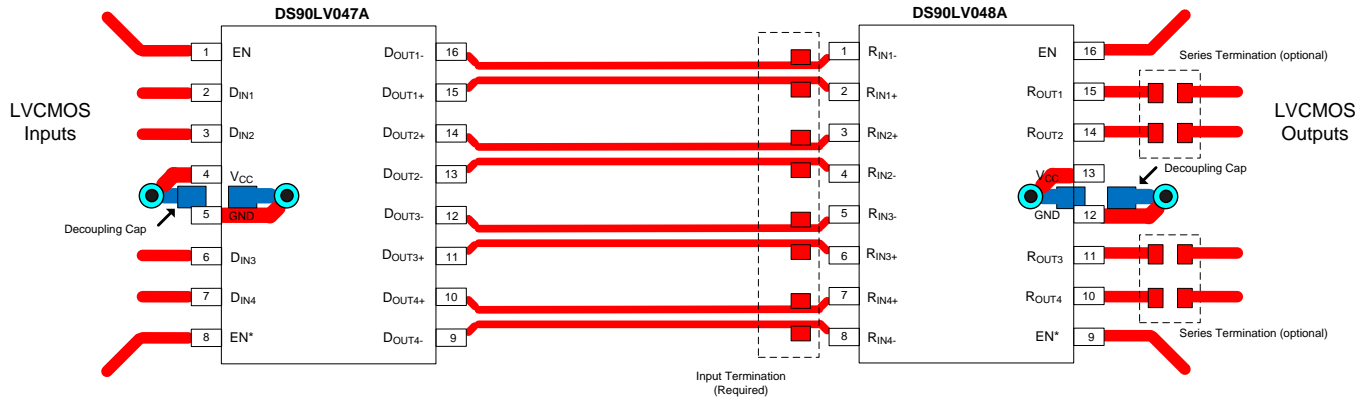 DS90LV047A
DS90LV048A
LVCMOS
Inputs
1
EN
2
DIN1
3
DIN2
4
VCC
5
GND
Decoupling Cap
6
DIN3
7
DIN4
8
EN*
DOUT1-
16
DOUT1+
15
DOUT2+
14
DOUT2-
13
DOUT3-
12
DOUT3+
11
DOUT4+
10
DOUT4-
9
Input Termination
(Required)
1
RIN1-
2
RIN1+
3
RIN2+
4
RIN2-
5
RIN3-
6
RIN3+
7
RIN4+
8
RIN4-
EN
16
ROUT1
15
ROUT2
14
VCC
13
GND
12
ROUT3
11
ROUT4
10
EN*
9
Series Termination (optional)
LVCMOS
Outputs
Decoupling Cap
Series Termination (optional)